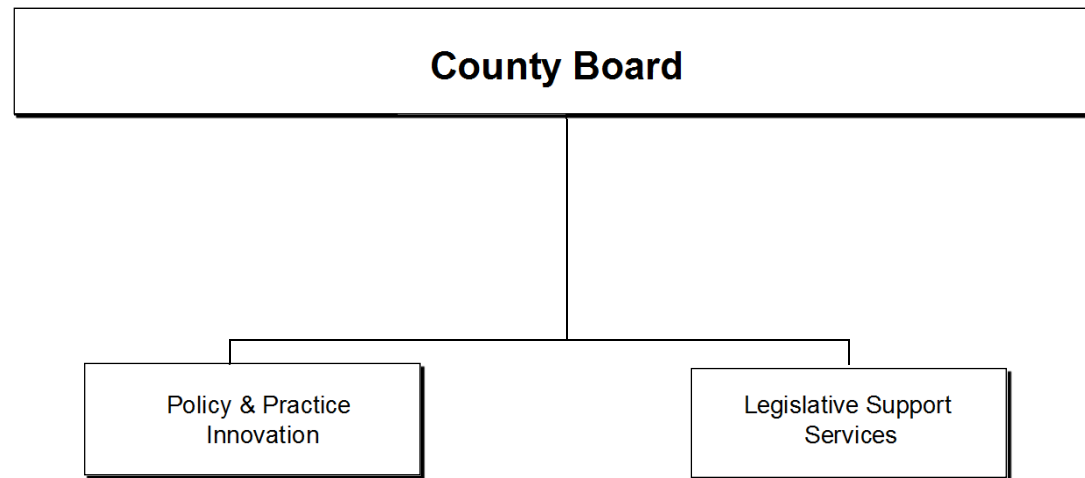 County Board
Policy & Practice
Innovation
Legislative Support
Services